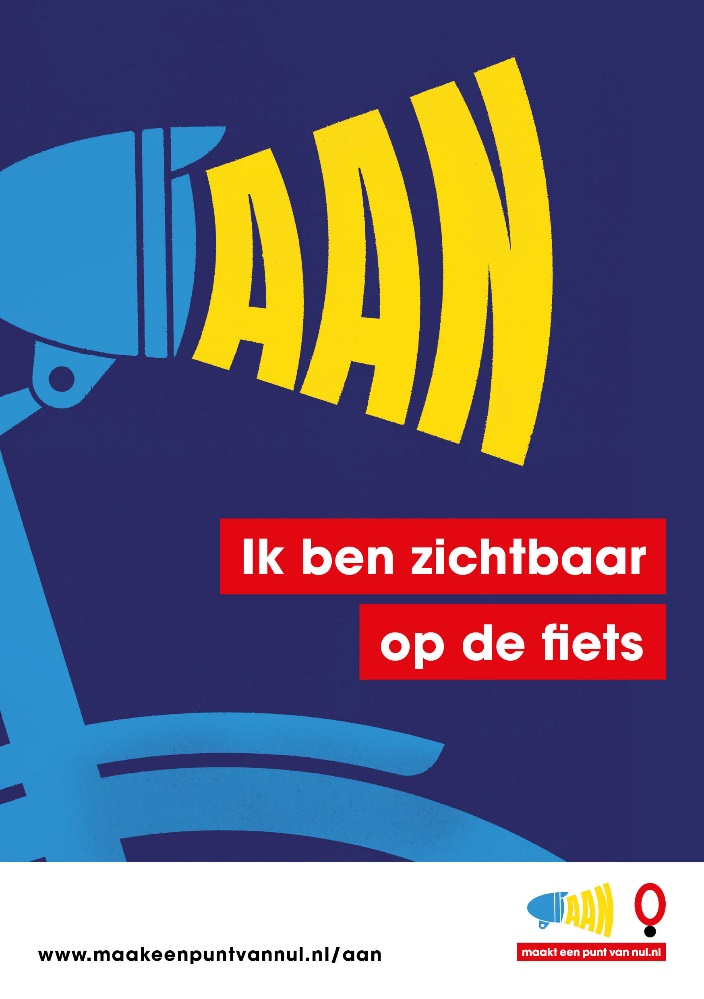 AAN
Ik ben zichtbaar
op de fiets
www.maakeenpuntvannul.nl/aan
AAN
maakt een punt van nul.nl